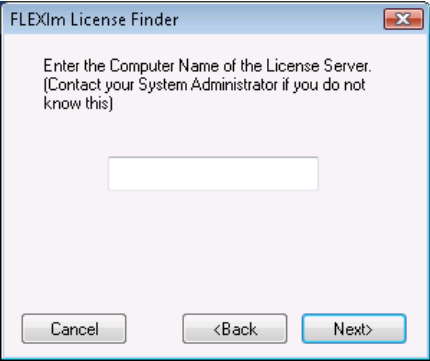 FLEXlm License Finder
Enter the Computer Name of the License Server.
(Contact your System Administrator if you do not
know this)
Cancel
<Back
Next>